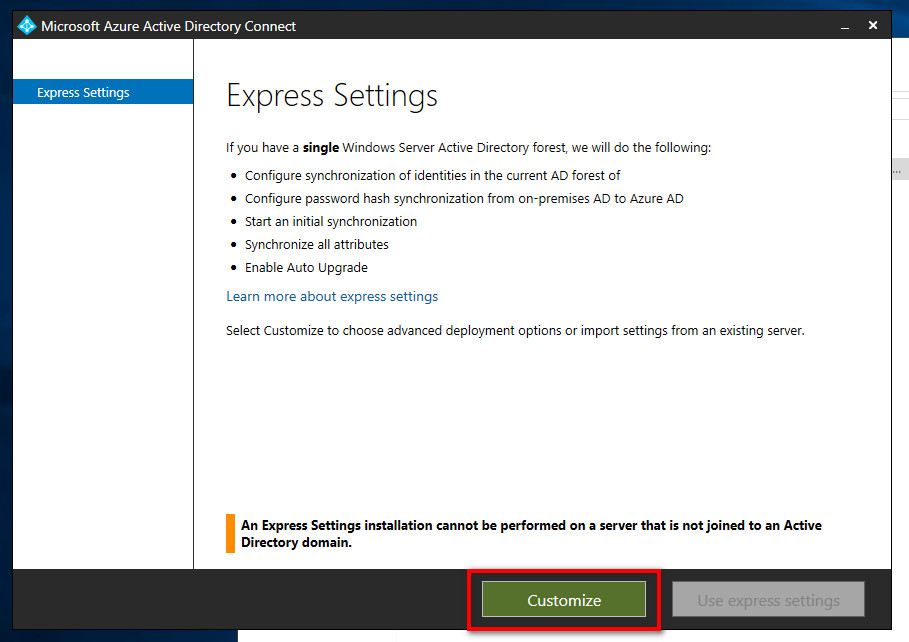 Microsoft Azure Active Directory Connect
Express Settings
Express Settings
If you have a single Windows Server Active Directory forest, we will do the following:
• Configure synchronization of identities in the current AD forest of
• Configure password hash synchronization from on-premises AD to Azure AD
• Start an initial synchronization
• Synchronize all attributes
• Enable Auto Upgrade
Learn more about express settings
Select Customize to choose advanced deployment options or import settings from an existing server.
An Express Settings installation cannot be performed on a server that is not joined to an Active
Directory domain.
Customize
Use express settings
...